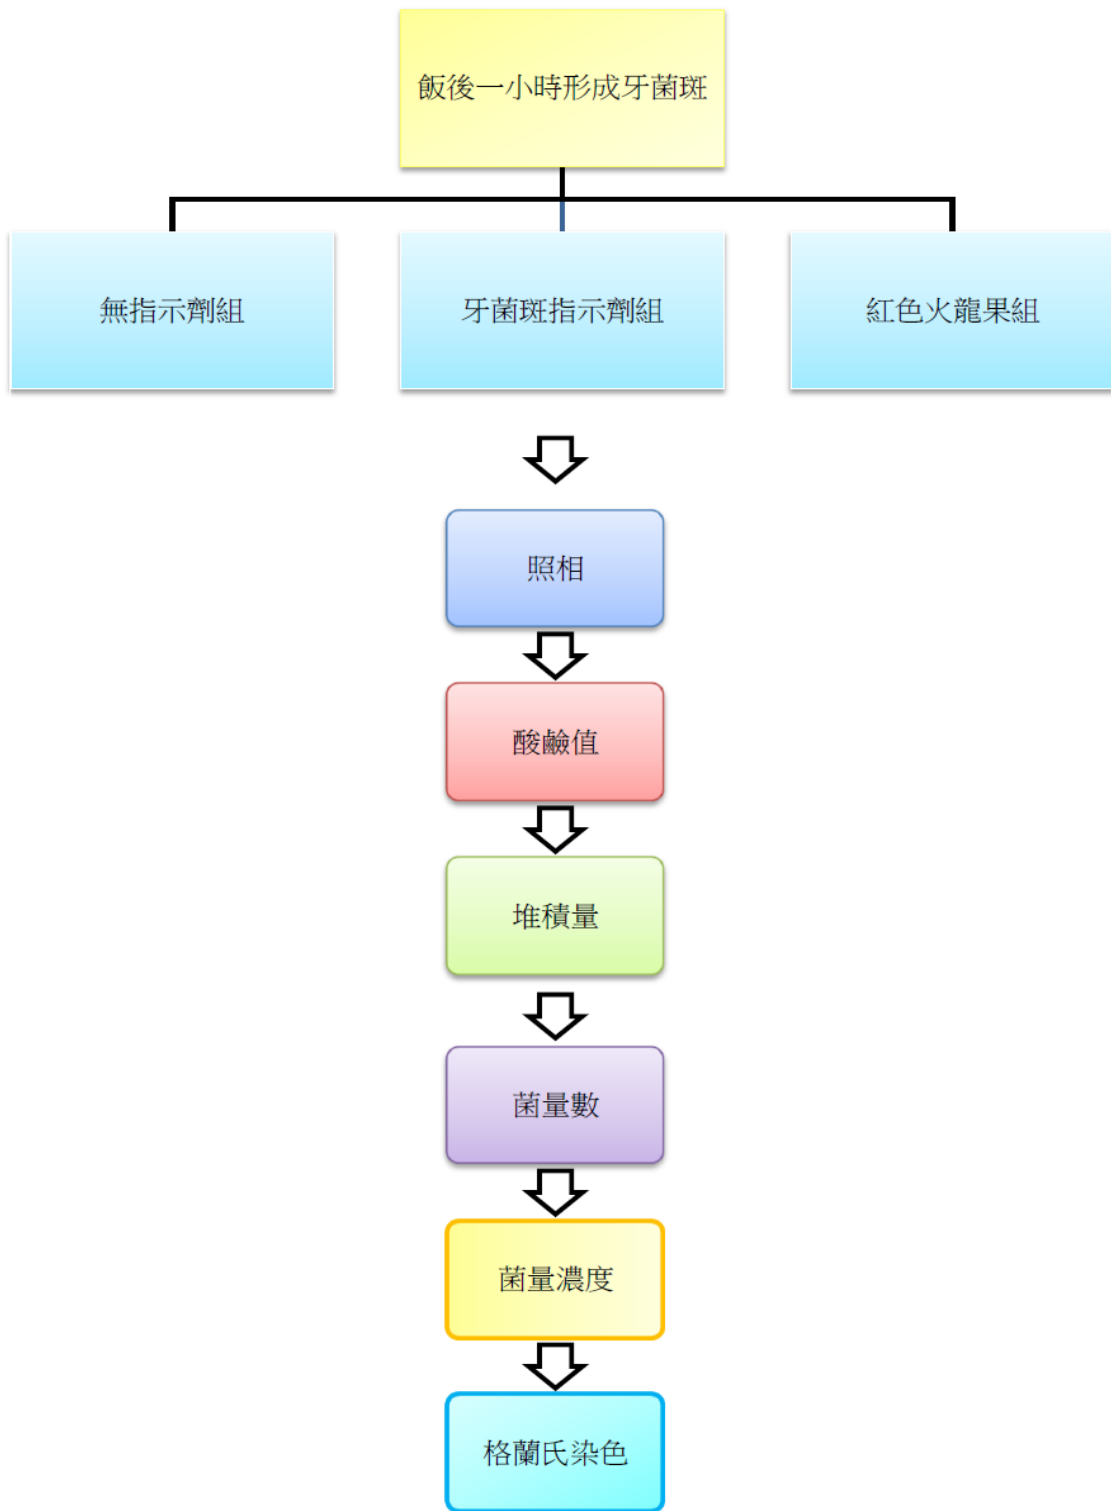 飯後一小時形成牙菌斑
無指示劑組
牙菌斑指示劑組
紅色火龍果組
照相
酸鹼值
堆積量
菌量數
菌量濃度
格蘭氏染色